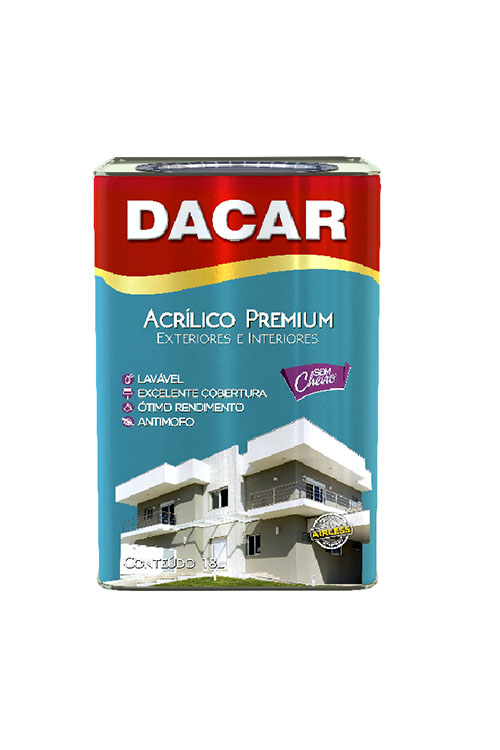 DACAR
ACRÍLICO PREMIUM
EXTERIORES E INTERIORES
SEM
Cheiro
LAVÁVEL
EXCELENTE COBERTURA
ÓTIMO RENDIMENTO
ANTIMOFO
AIRLESS
CONTEÚDO 18L